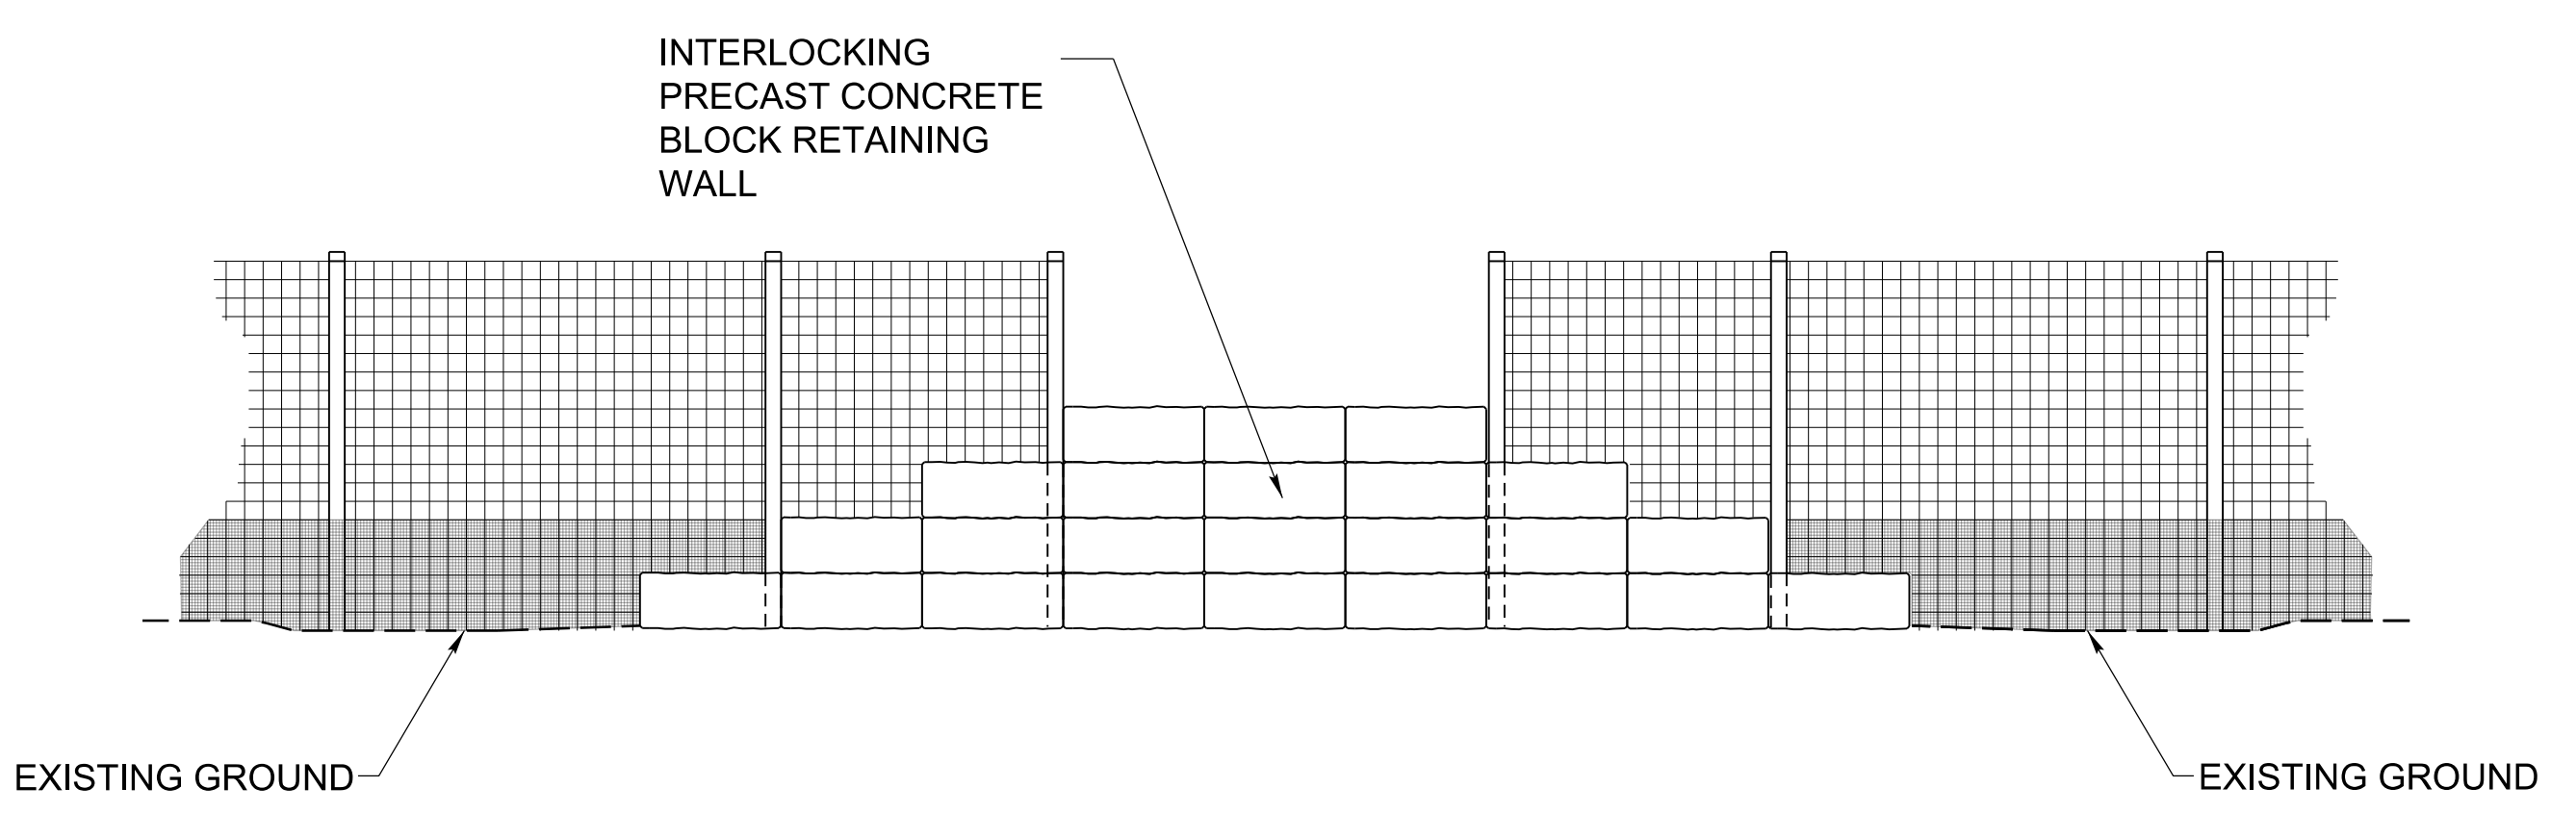 INTERLOCKING
PRECAST CONCRETE
BLOCK RETAINING
WALL
EXISTING GROUND
EXISTING GROUND